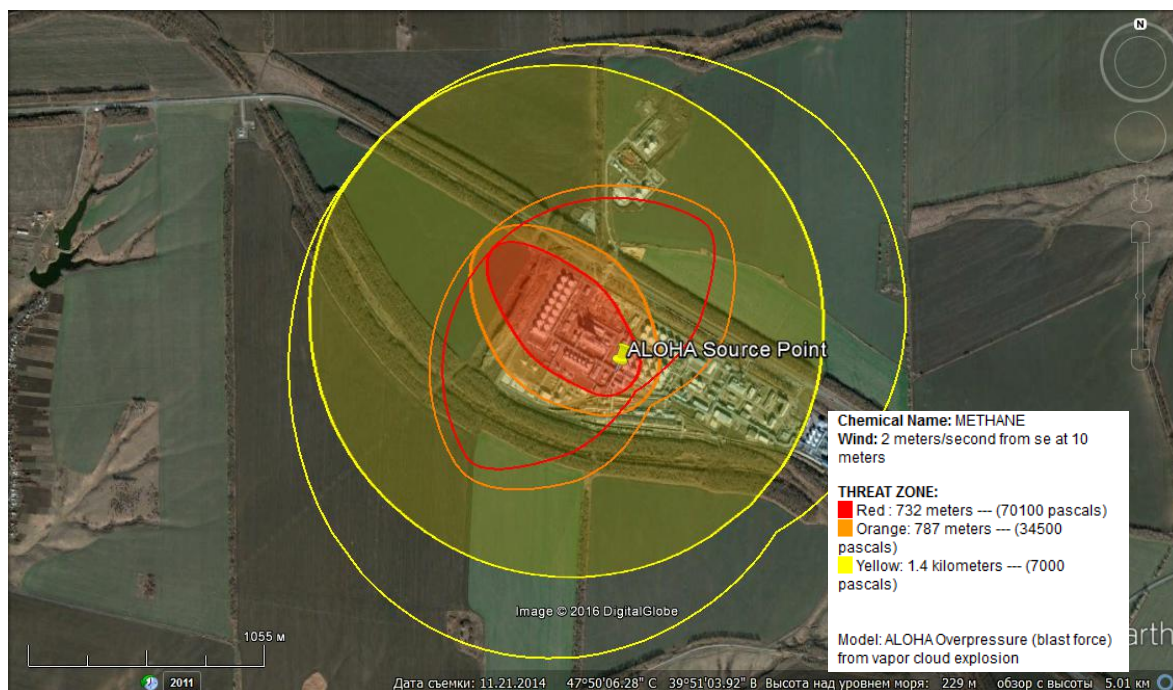 N
ALOHA Source Point
Chemical Name: METHANE
Wind: 2 meters/second from se at 10
meters
THREAT ZONE:
Red : 732 meters --- (70100 pascals)
Orange: 787 meters --- (34500
pascals)
Yellow: 1.4 kilometers --- (7000
pascals)
Model: ALOHA Overpressure (blast force)
from vapor cloud explosion
Image © 2016 DigitalGlobe
earth
1055 м
2011
Дата съемки: 11.21.2014 47°50'06.28" С 39°51'03.92" В Высота над уровнем моря: 229 м обзор с высоты 5.01 км